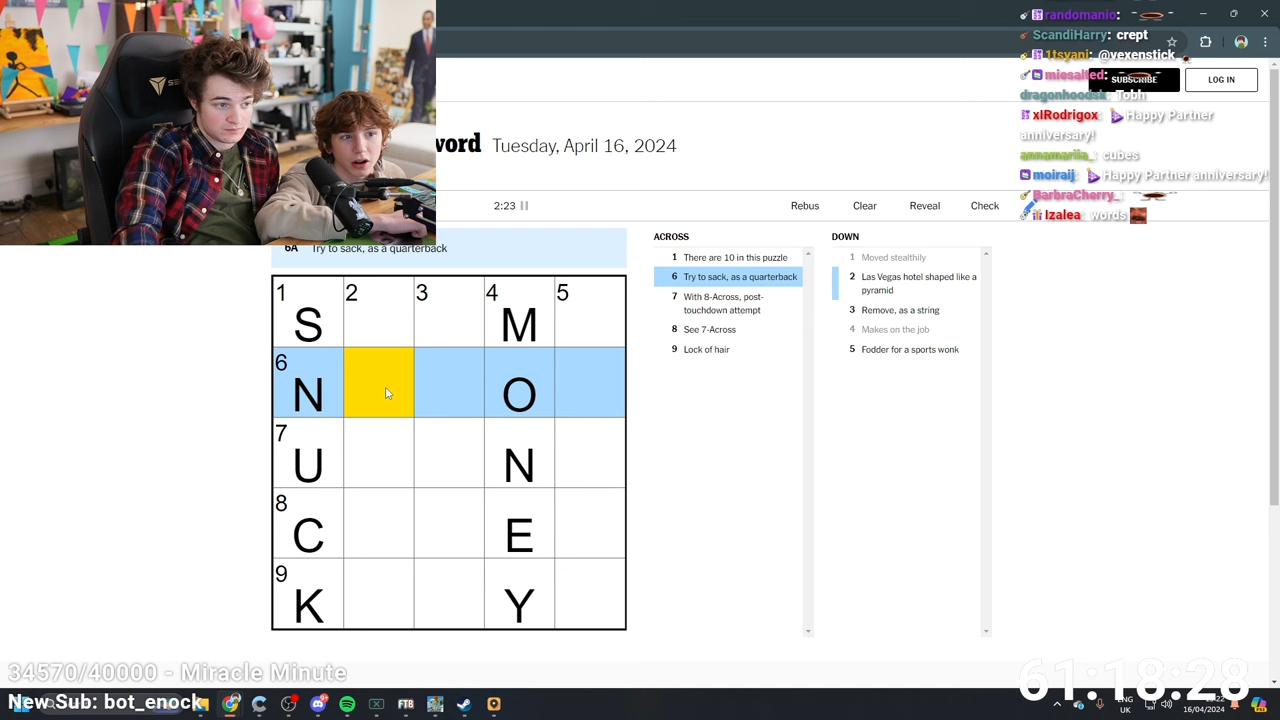 randomanio:
ScandiHarry: crept
1tsyani: @vexenstick
miesalled:
SUBSCRIBE
LOG IN
dragonhoodsk: Tobh
xIRodrigox: Happy Partner
anniversary!
annamariia_: cubes
moiraij: Happy Partner anniversary!
BarbraCherry_:
Izalea: words
word Tuesday, April 16, 2024
2:23
Rebus
Clear
Reveal
Check
6A Try to sack, as a quarterback
ACROSS
1 There are 10 in this puzzle
6 Try to sack, as a quarterback
7 With 8-Across, post-
touchdown attempt
8 See 7-Across
9 Lock of hair
DOWN
1 Moved stealthily
2 Las Vegas hotel shaped like a
pyramid
3 Remove, as a string
4 Makes on the job
5 Fodder for a sports wonk
1 2 3 4 5
S M
6
N O
7
U N
8
C E
9
K Y
34570/40000 - Miracle Minute
New Sub: bot_enock
61:18:28
FTB
ENG
UK
16/04/2024